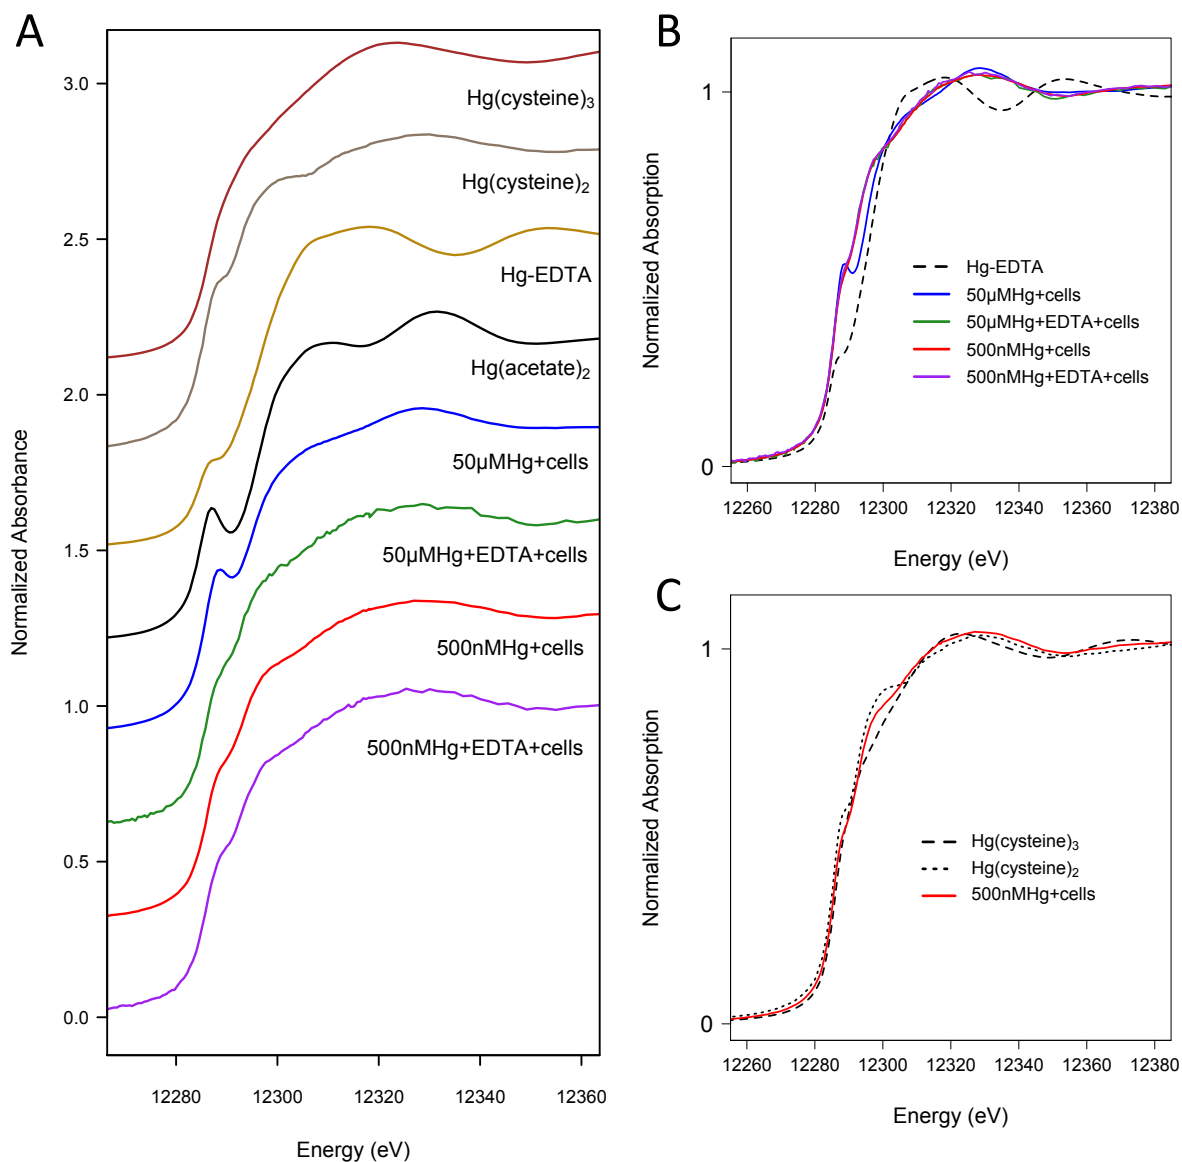 A
Normalized Absorbance
3.0
2.5
2.0
1.5
1.0
0.5
0.0
Hg(cysteine)3
Hg(cysteine)2
Hg-EDTA
Hg(acetate)2
50µMHg+cells
50µMHg+EDTA+cells
500nMHg+cells
500nMHg+EDTA+cells
12280 12300 12320 12340 12360
Energy (eV)
B
Normalized Absorption
1
0
Hg-EDTA
50µMHg+cells
50µMHg+EDTA+cells
500nMHg+cells
500nMHg+EDTA+cells
12260 12280 12300 12320 12340 12360 12380
Energy (eV)
C
Normalized Absorption
1
0
Hg(cysteine)3
Hg(cysteine)2
500nMHg+cells
12260 12280 12300 12320 12340 12360 12380
Energy (eV)